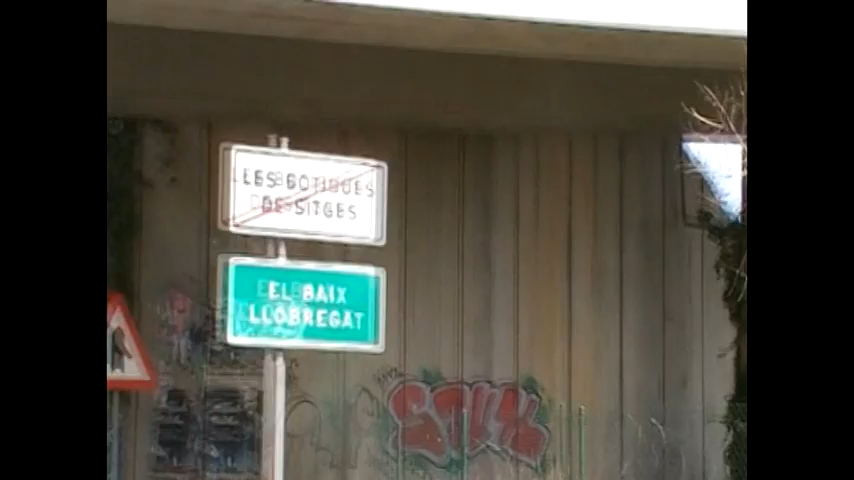 LES BOTIGUES
DE SITGES
EL BAIX
LLOBREGAT